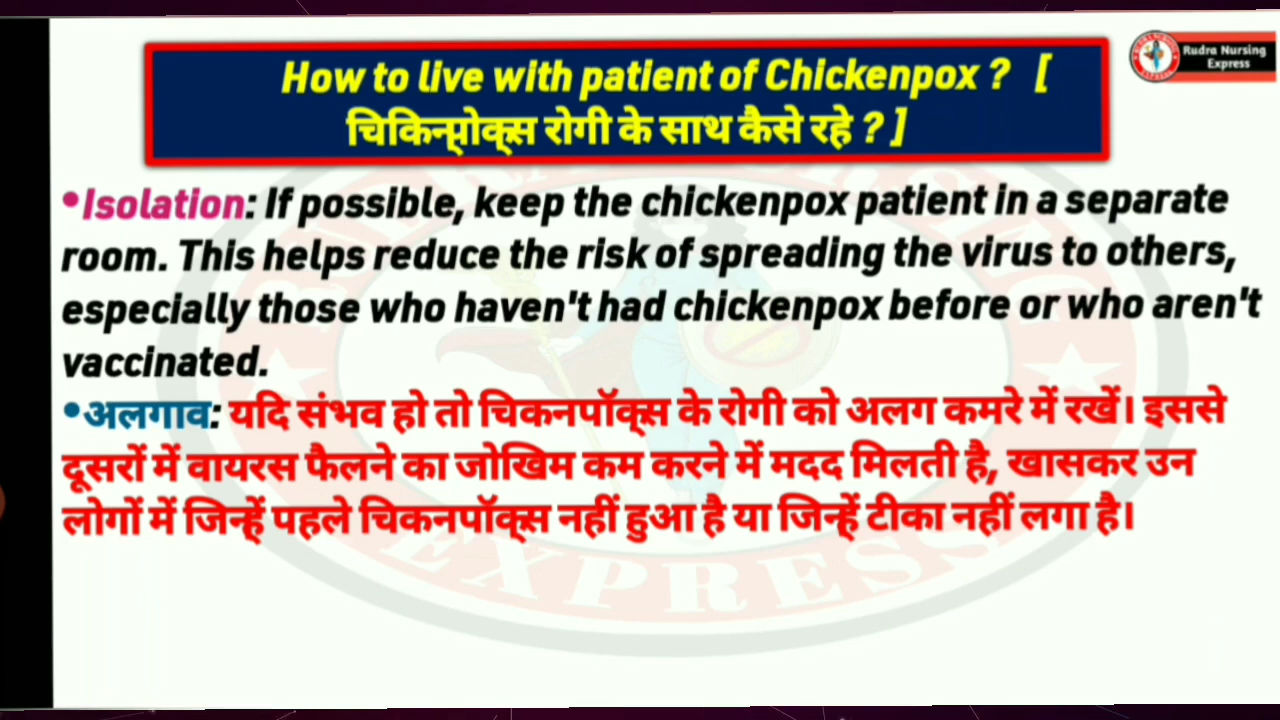 How to live with patient of Chickenpox ? [
चिकिन्पोक्स रोगी के साथ कैसे रहे ? ]
Rudra Nursing
Express
•Isolation: If possible, keep the chickenpox patient in a separate
room. This helps reduce the risk of spreading the virus to others,
especially those who haven't had chickenpox before or who aren't
vaccinated.
•अलगाव: यदि संभव हो तो चिकनपॉक्स के रोगी को अलग कमरे में रखें। इससे
दूसरों में वायरस फैलने का जोखिम कम करने में मदद मिलती है, खासकर उन
लोगों में जिन्हें पहले चिकनपॉक्स नहीं हुआ है या जिन्हें टीका नहीं लगा है।
EXPRESS